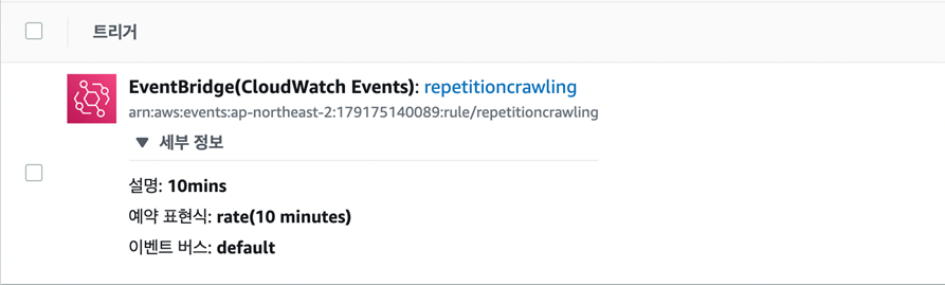 트리거
EventBridge(CloudWatch Events): repetitioncrawling
arn:aws:events:ap-northeast-2:179175140089:rule/repetitioncrawling
▼ 세부 정보
설명: 10mins
예약 표현식: rate(10 minutes)
이벤트 버스: default